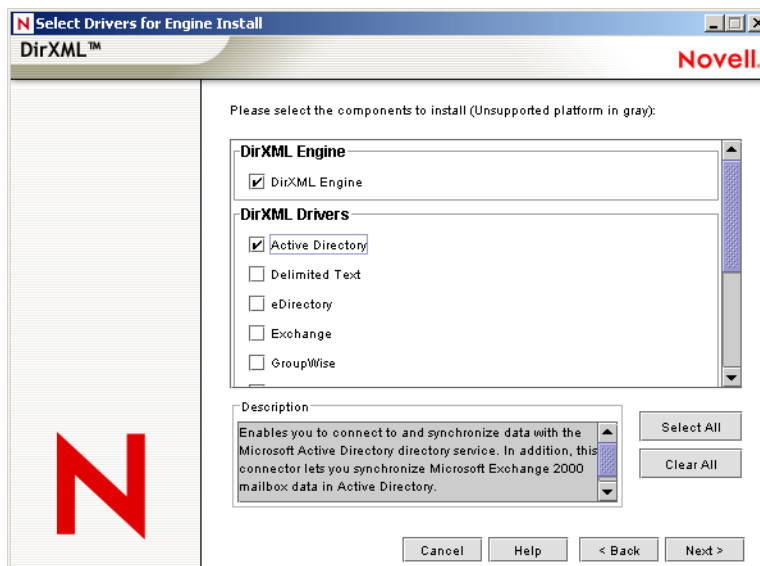 N Select Drivers for Engine Install
DirXML™
Novell.
Please select the components to install (Unsupported platform in gray):
DirXML Engine
DirXML Engine
DirXML Drivers
Active Directory
Delimited Text
eDirectory
Exchange
GroupWise
Description
Enables you to connect to and synchronize data with the
Microsoft Active Directory directory service. In addition, this
connector lets you synchronize Microsoft Exchange 2000
mailbox data in Active Directory.
Select All
Clear All
N
Cancel
Help
< Back
Next >